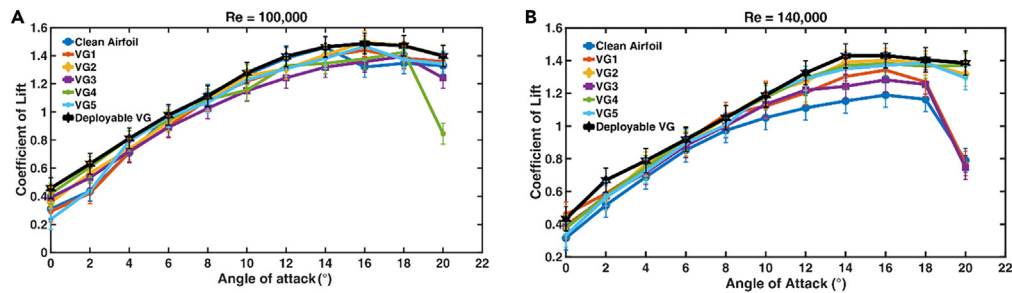 A
Re = 100,000
Coefficient of Lift
1.6
1.4
1.2
1
0.8
0.6
0.4
0.2
0
Clean Airfoil
VG1
VG2
VG3
VG4
VG5
Deployable VG
0 2 4 6 8 10 12 14 16 18 20 22
Angle of attack (°)
B
Re = 140,000
Coefficient of Lift
1.6
1.4
1.2
1
0.8
0.6
0.4
0.2
Clean Airfoil
VG1
VG2
VG3
VG4
VG5
Deployable VG
0 2 4 6 8 10 12 14 16 18 20 22
Angle of Attack (°)